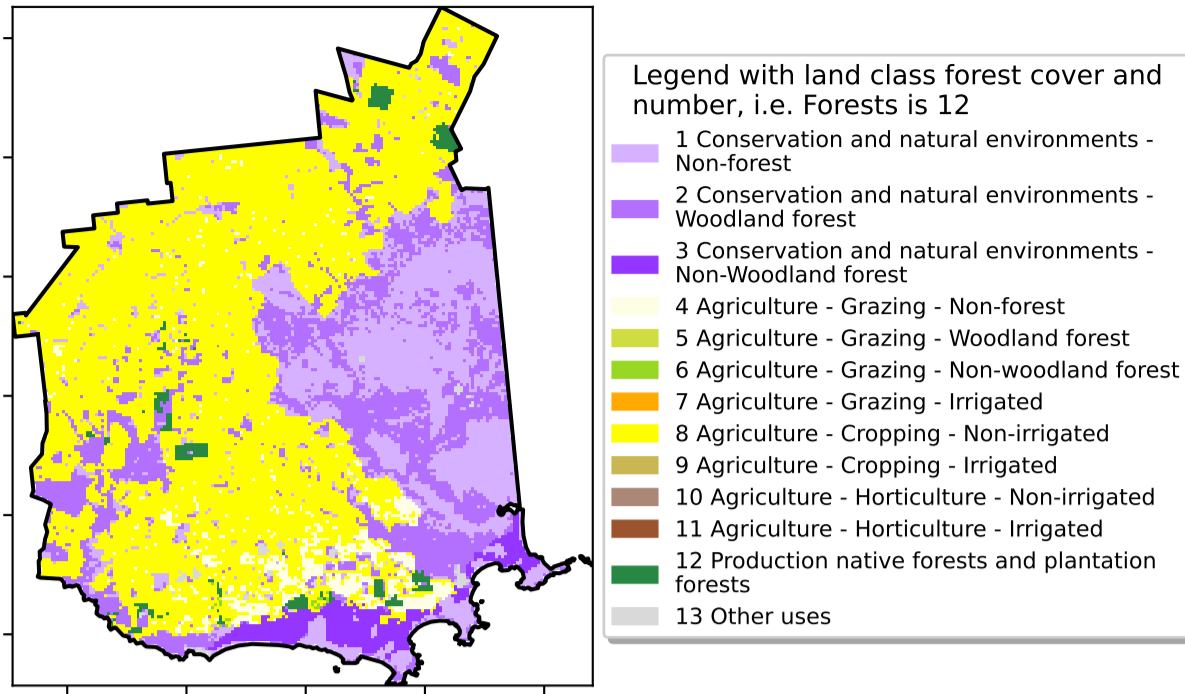 Legend with land class forest cover and
number, i.e. Forests is 12
1 Conservation and natural environments -
Non-forest
2 Conservation and natural environments -
Woodland forest
3 Conservation and natural environments -
Non-Woodland forest
4 Agriculture - Grazing - Non-forest
5 Agriculture - Grazing - Woodland forest
6 Agriculture - Grazing - Non-woodland forest
7 Agriculture - Grazing - Irrigated
8 Agriculture - Cropping - Non-irrigated
9 Agriculture - Cropping - Irrigated
10 Agriculture - Horticulture - Non-irrigated
11 Agriculture - Horticulture - Irrigated
12 Production native forests and plantation
forests
13 Other uses